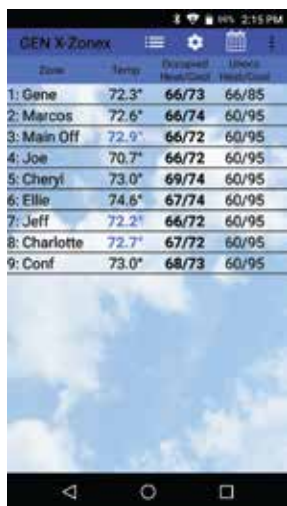 2:15 PM
GEN X-Zonex
Zone Temp Occupied Heat/Cool Unocc Heat/Cool
1: Gene 72.3° 66/73 66/85
2: Marcos 72.6° 66/74 60/95
3: Main Off 72.9° 66/72 60/95
4: Joe 70.7° 66/72 60/95
5: Cheryl 73.0° 69/74 60/95
6: Ellie 74.6° 67/74 60/95
7: Jeff 72.2° 66/72 60/95
8: Charlotte 72.7° 67/72 60/95
9: Conf 73.0° 68/73 60/95